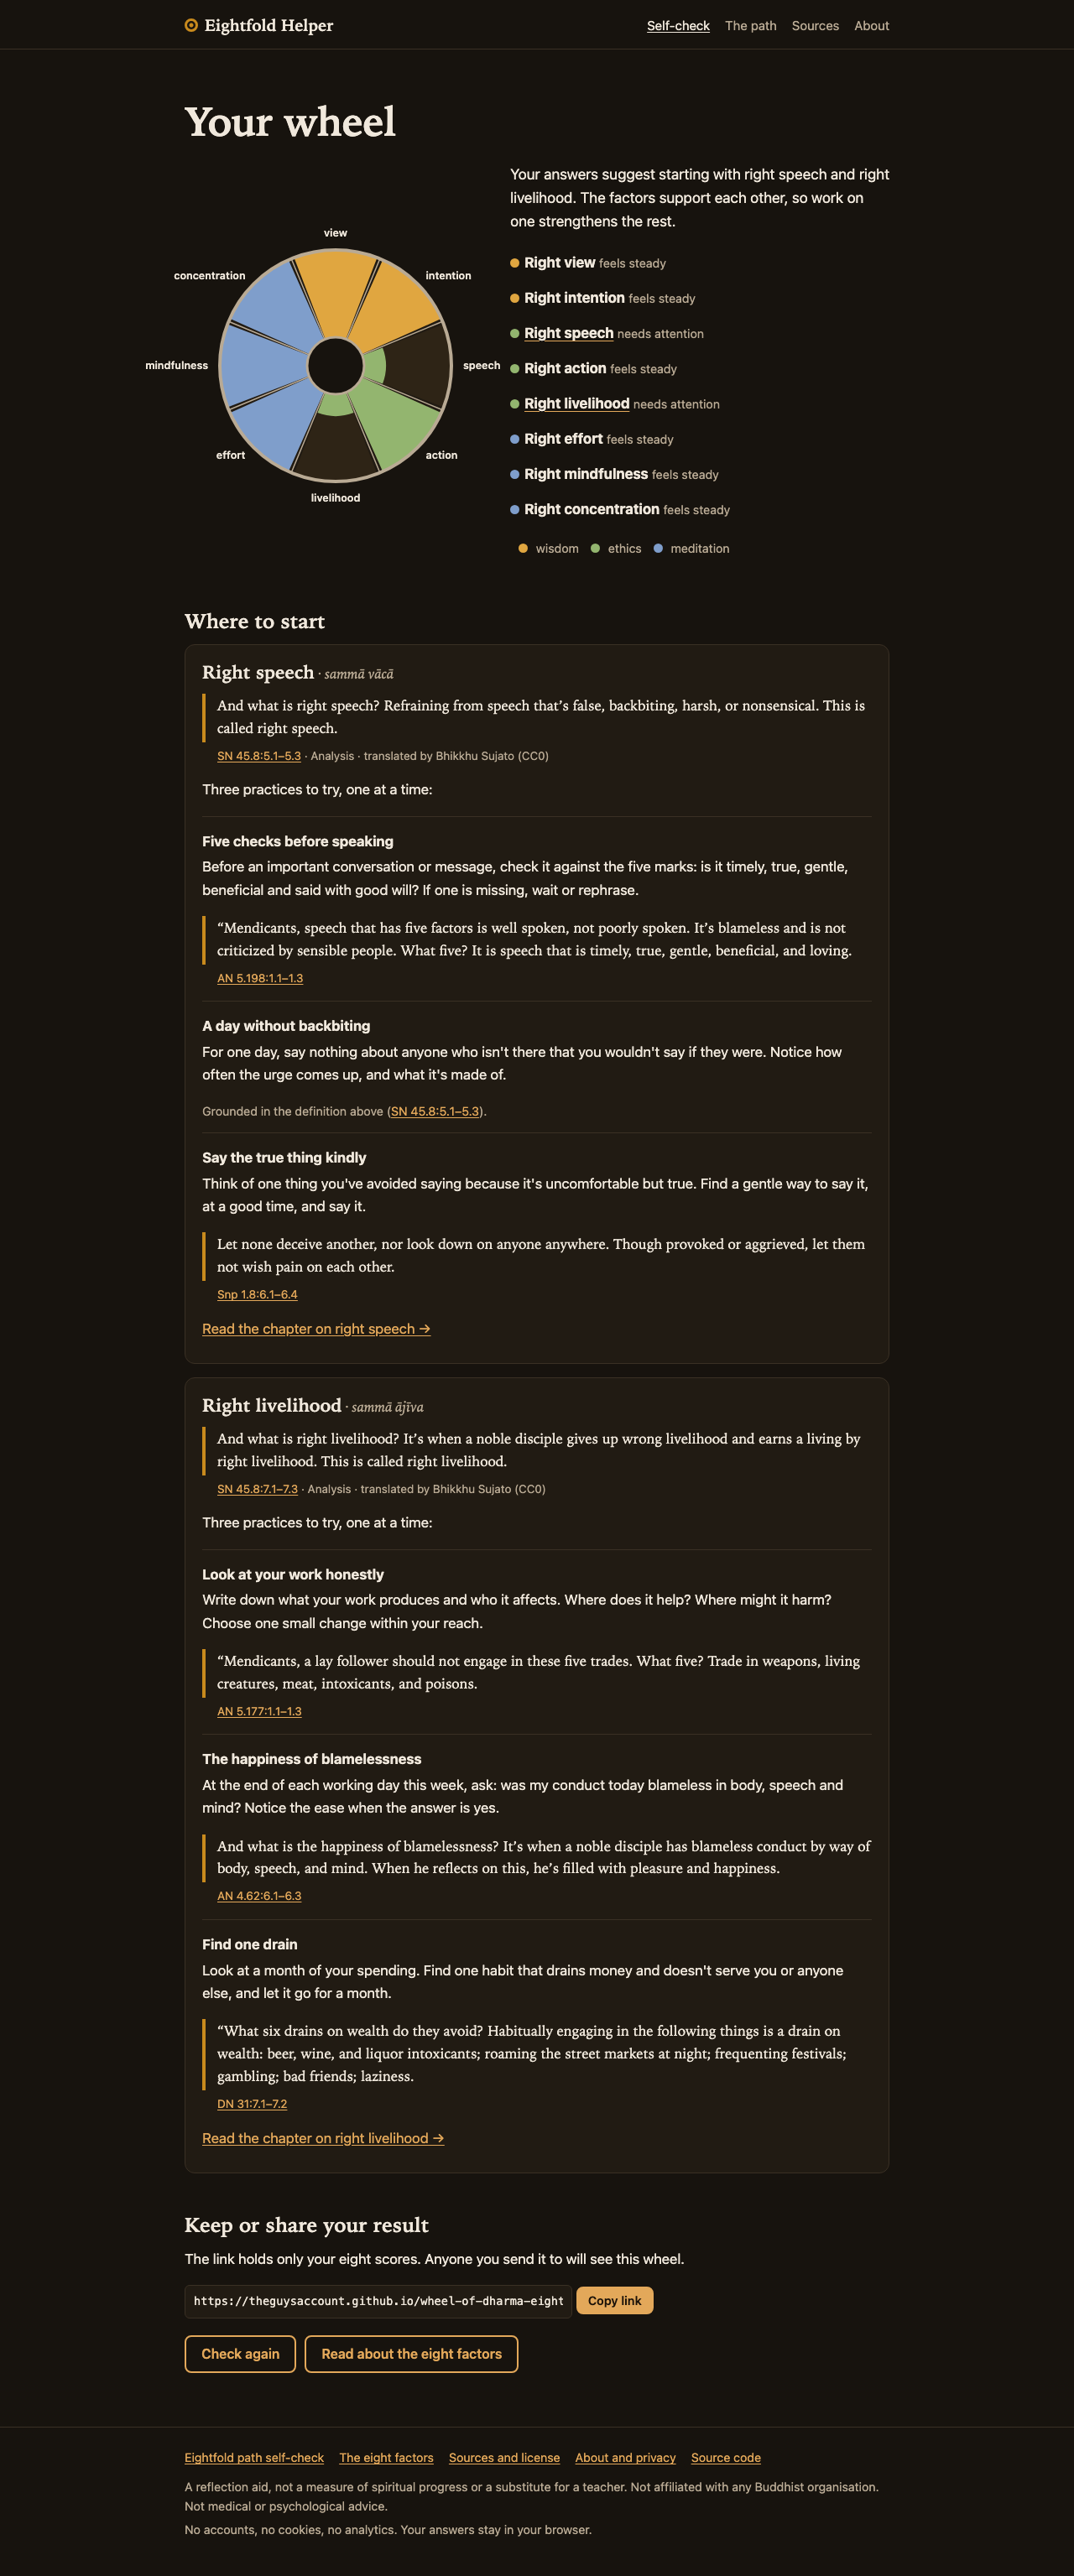 Eightfold Helper
Self-check The path Sources About
Your wheel
Your answers suggest starting with right speech and right
livelihood. The factors support each other, so work on
one strengthens the rest.
view
concentration
intention
mindfulness
speech
effort
action
livelihood
Right view feels steady
Right intention feels steady
Right speech needs attention
Right action feels steady
Right livelihood needs attention
Right effort feels steady
Right mindfulness feels steady
Right concentration feels steady
wisdom ethics meditation
Where to start
Right speech · sammā vācā
And what is right speech? Refraining from speech that’s false, backbiting, harsh, or nonsensical. This is
called right speech.
SN 45.8:5.1–5.3 · Analysis · translated by Bhikkhu Sujato (CC0)
Three practices to try, one at a time:
Five checks before speaking
Before an important conversation or message, check it against the five marks: is it timely, true, gentle,
beneficial and said with good will? If one is missing, wait or rephrase.
“Mendicants, speech that has five factors is well spoken, not poorly spoken. It’s blameless and is not
criticized by sensible people. What five? It is speech that is timely, true, gentle, beneficial, and loving.
AN 5.198:1.1–1.3
A day without backbiting
For one day, say nothing about anyone who isn't there that you wouldn't say if they were. Notice how
often the urge comes up, and what it's made of.
Grounded in the definition above (SN 45.8:5.1–5.3).
Say the true thing kindly
Think of one thing you've avoided saying because it's uncomfortable but true. Find a gentle way to say it,
at a good time, and say it.
Let none deceive another, nor look down on anyone anywhere. Though provoked or aggrieved, let them
not wish pain on each other.
Snp 1.8:6.1–6.4
Read the chapter on right speech →
Right livelihood · sammā ājīva
And what is right livelihood? It’s when a noble disciple gives up wrong livelihood and earns a living by
right livelihood. This is called right livelihood.
SN 45.8:7.1–7.3 · Analysis · translated by Bhikkhu Sujato (CC0)
Three practices to try, one at a time:
Look at your work honestly
Write down what your work produces and who it affects. Where does it help? Where might it harm?
Choose one small change within your reach.
“Mendicants, a lay follower should not engage in these five trades. What five? Trade in weapons, living
creatures, meat, intoxicants, and poisons.
AN 5.177:1.1–1.3
The happiness of blamelessness
At the end of each working day this week, ask: was my conduct today blameless in body, speech and
mind? Notice the ease when the answer is yes.
And what is the happiness of blamelessness? It’s when a noble disciple has blameless conduct by way of
body, speech, and mind. When he reflects on this, he’s filled with pleasure and happiness.
AN 4.62:6.1–6.3
Find one drain
Look at a month of your spending. Find one habit that drains money and doesn't serve you or anyone
else, and let it go for a month.
“What six drains on wealth do they avoid? Habitually engaging in the following things is a drain on
wealth: beer, wine, and liquor intoxicants; roaming the street markets at night; frequenting festivals;
gambling; bad friends; laziness.
DN 31:7.1–7.2
Read the chapter on right livelihood →
Keep or share your result
The link holds only your eight scores. Anyone you send it to will see this wheel.
https://theguysaccount.github.io/wheel-of-dharma-eight Copy link
Check again Read about the eight factors
Eightfold path self-check The eight factors Sources and license About and privacy Source code
A reflection aid, not a measure of spiritual progress or a substitute for a teacher. Not affiliated with any Buddhist organisation.
Not medical or psychological advice.
No accounts, no cookies, no analytics. Your answers stay in your browser.